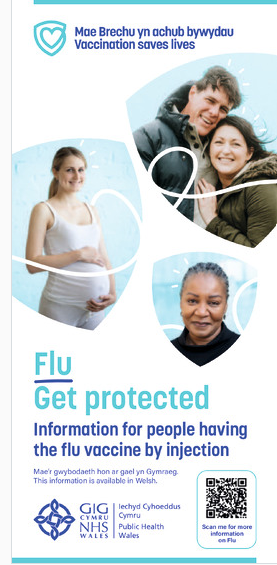 Mae Brechu yn achub bywydau
Vaccination saves lives
Flu
Get protected
Information for people having
the flu vaccine by injection
Mae'r gwybodaeth hon ar gael yn Gymraeg.
This information is available in Welsh.
GIG
CYMRU
NHS
WALES
Iechyd Cyhoeddus
Cymru
Public Health
Wales
Scan me for more
information
on Flu